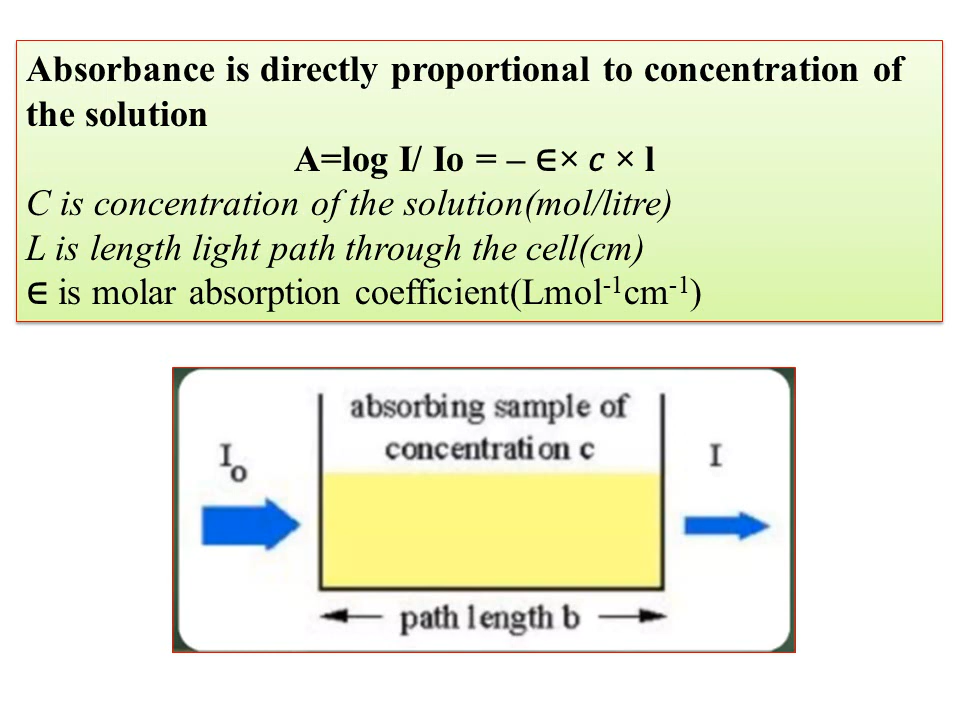 Absorbance is directly proportional to concentration of
the solution
A=log I/ Io = – ∈× 𝑐 × l
C is concentration of the solution(mol/litre)
L is length light path through the cell(cm)
∈ is molar absorption coefficient(Lmol-1cm-1)
absorbing sample of
concentration c
Io
I
path length b